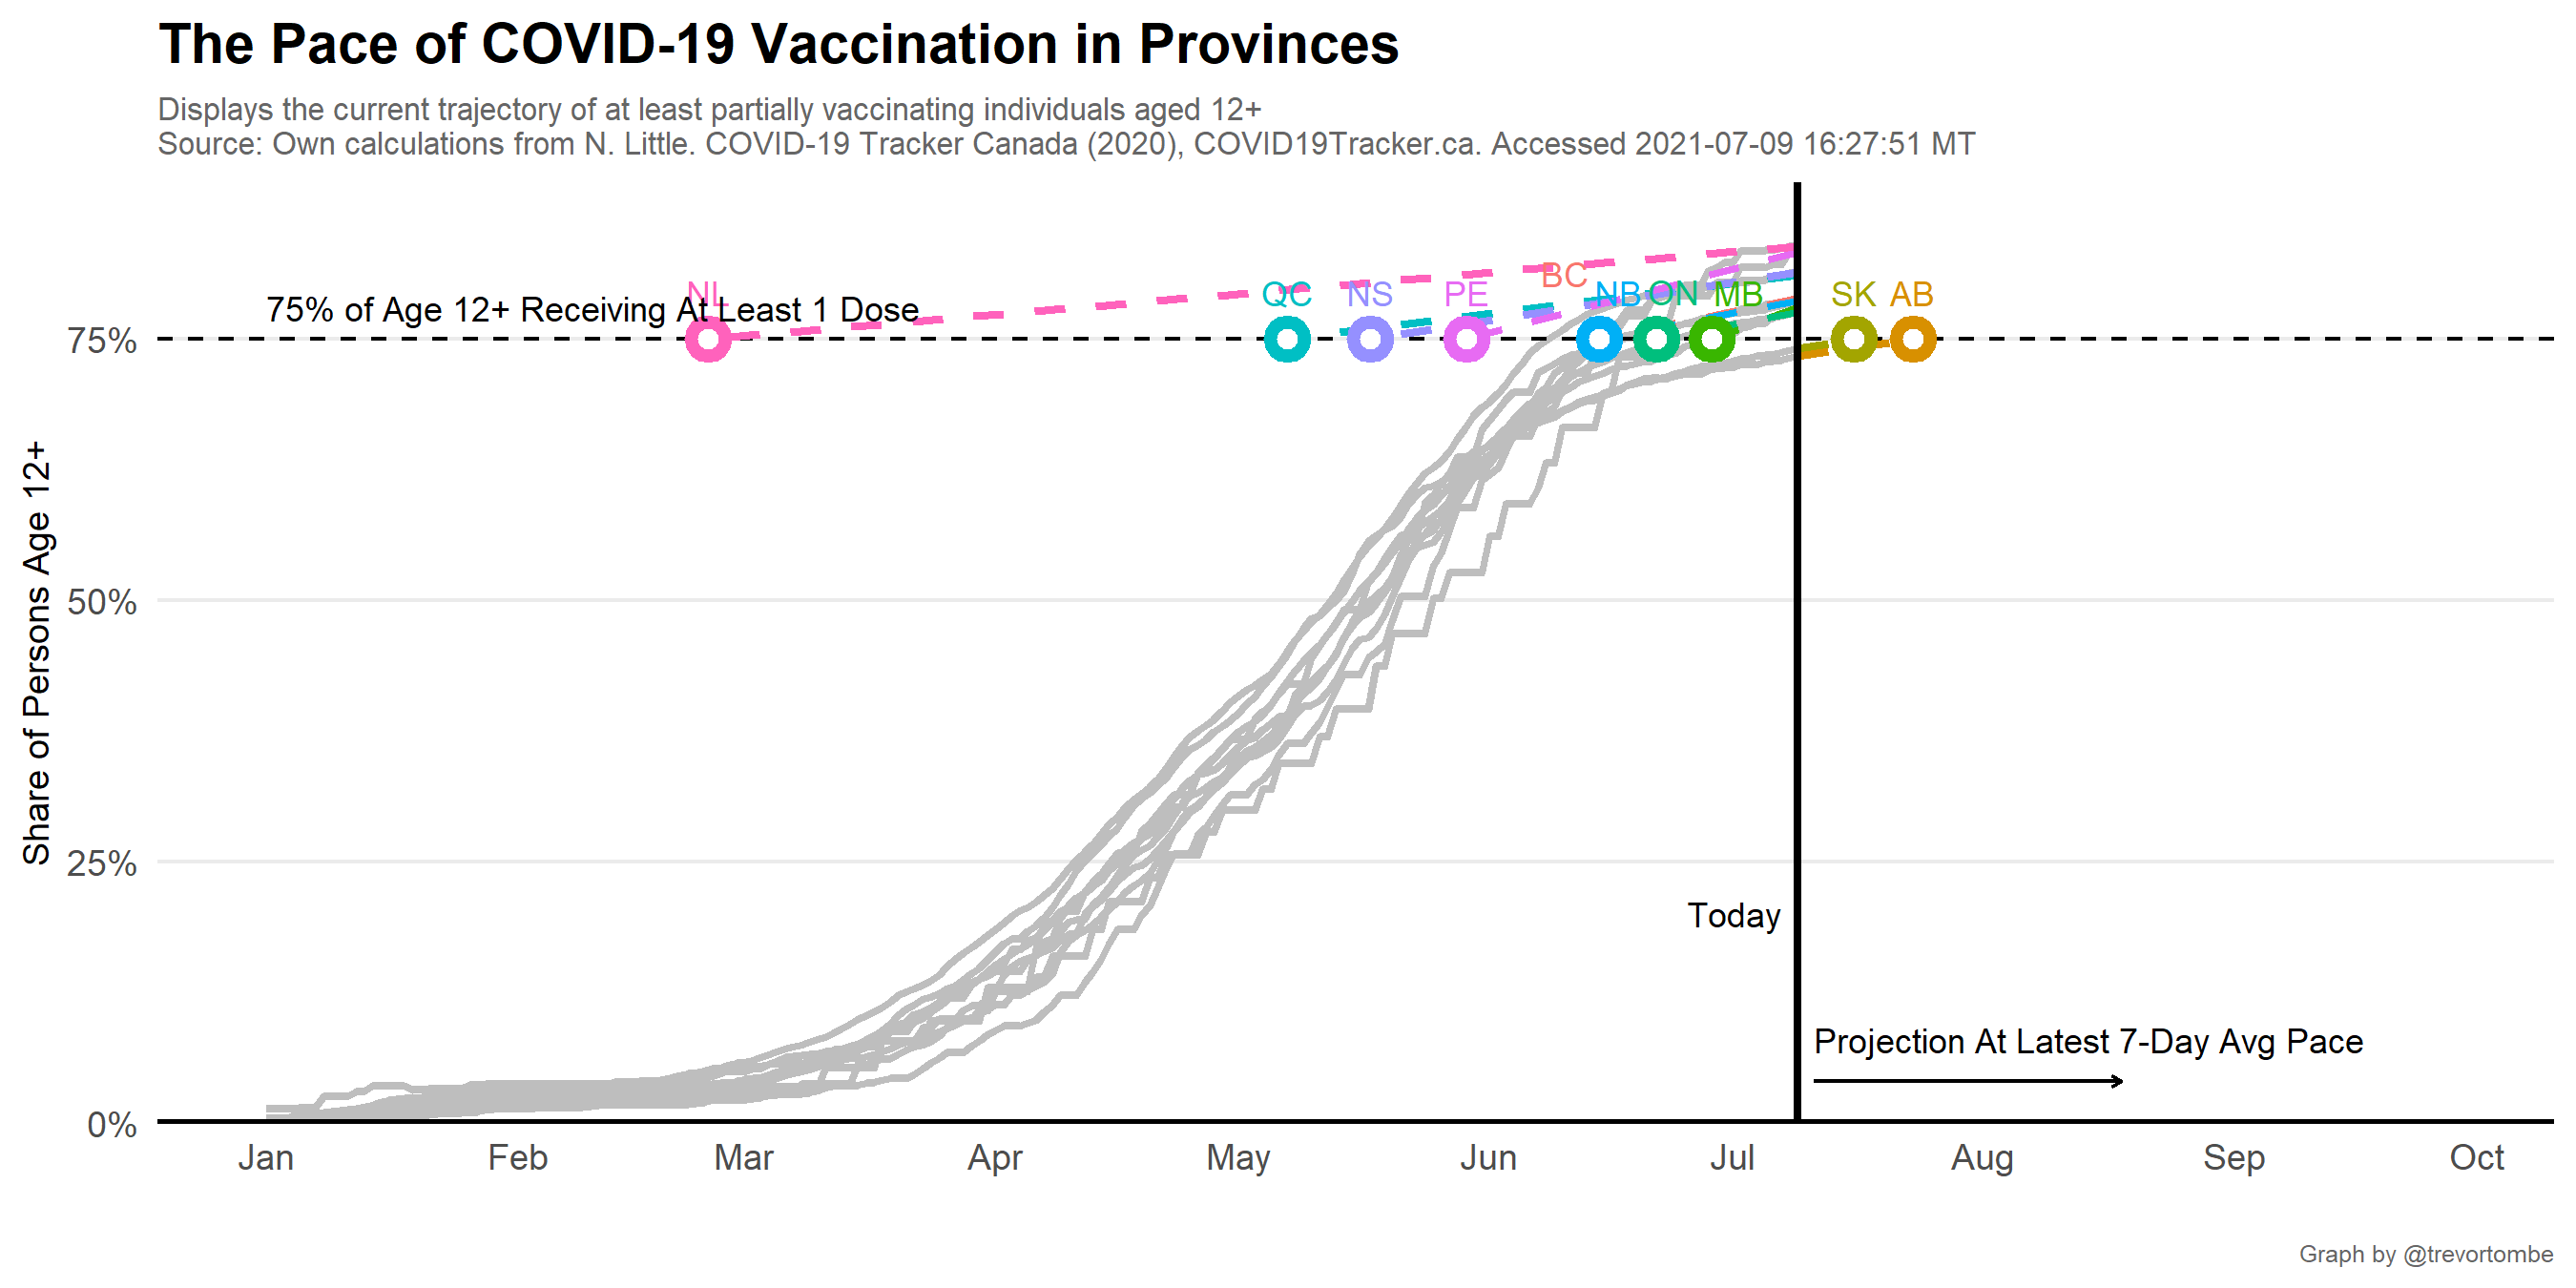 The Pace of COVID-19 Vaccination in Provinces
Displays the current trajectory of at least partially vaccinating individuals aged 12+
Source: Own calculations from N. Little. COVID-19 Tracker Canada (2020), COVID19Tracker.ca. Accessed 2021-07-09 16:27:51 MT
Share of Persons Age 12+
75%
50%
25%
0%
75% of Age 12+ Receiving At Least 1 Dose
NL
QC
NS
PE
BC
NB
ON
MB
SK
AB
Today
Projection At Latest 7-Day Avg Pace
Jan
Feb
Mar
Apr
May
Jun
Jul
Aug
Sep
Oct
Graph by @trevortombe